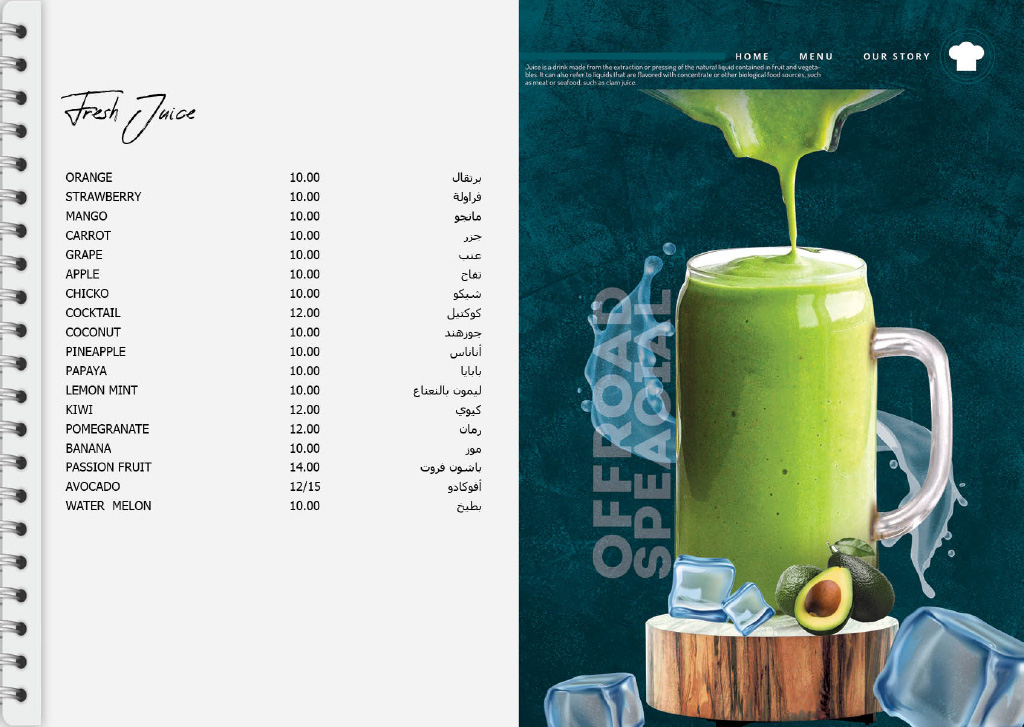 Fresh Juice
ORANGE 10.00 برتقال
STRAWBERRY 10.00 فراولة
MANGO 10.00 مانجو
CARROT 10.00 جزر
GRAPE 10.00 عنب
APPLE 10.00 تفاح
CHICKO 10.00 شيكو
COCKTAIL 12.00 كوكتيل
COCONUT 10.00 جوزهند
PINEAPPLE 10.00 أناناس
PAPAYA 10.00 بابايا
LEMON MINT 10.00 ليمون بالنعناع
KIWI 12.00 كيوي
POMEGRANATE 12.00 رمان
BANANA 10.00 موز
PASSION FRUIT 14.00 باشون فروت
AVOCADO 12/15 أفوكادو
WATER MELON 10.00 بطيخ
HOME MENU OUR STORY
Juice is a drink made from the extraction or pressing of the natural liquid contained in fruit and vegeta-
bles. It can also refer to liquids that are flavored with concentrate or other biological food sources, such
as meat or seafood, such as clam juice.
OFFROAD
SPEACIAL